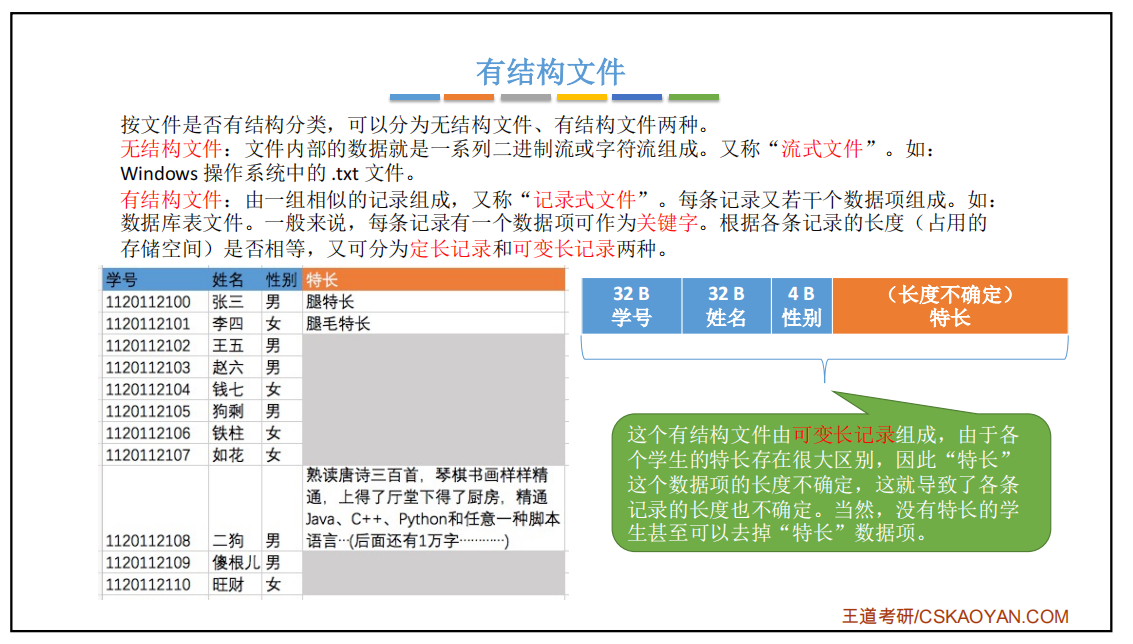 有结构文件
按文件是否有结构分类，可以分为无结构文件、有结构文件两种。
无结构文件：文件内部的数据就是一系列二进制流或字符流组成。又称“流式文件”。如：
Windows 操作系统中的 .txt 文件。
有结构文件：由一组相似的记录组成，又称“记录式文件”。每条记录又若干个数据项组成。如：
数据库表文件。一般来说，每条记录有一个数据项可作为关键字。根据各条记录的长度（占用的
存储空间）是否相等，又可分为定长记录和可变长记录两种。
学号 姓名 性别 特长
1120112100 张三 男 腿特长
1120112101 李四 女 腿毛特长
1120112102 王五 男
1120112103 赵六 男
1120112104 钱七 女
1120112105 狗剩 男
1120112106 铁柱 女
1120112107 如花 女
熟读唐诗三百首，琴棋书画样样精
通，上得了厅堂下得了厨房，精通
Java、C++、Python和任意一种脚本
1120112108 二狗 男 语言…(后面还有1万字…………)
1120112109 傻根儿 男
1120112110 旺财 女
32 B 32 B 4 B （长度不确定）
学号 姓名 性别 特长
这个有结构文件由可变长记录组成，由于各
个学生的特长存在很大区别，因此“特长”
这个数据项的长度不确定，这就导致了各条
记录的长度也不确定。当然，没有特长的学
生甚至可以去掉“特长”数据项。
王道考研/CSKAOYAN.COM